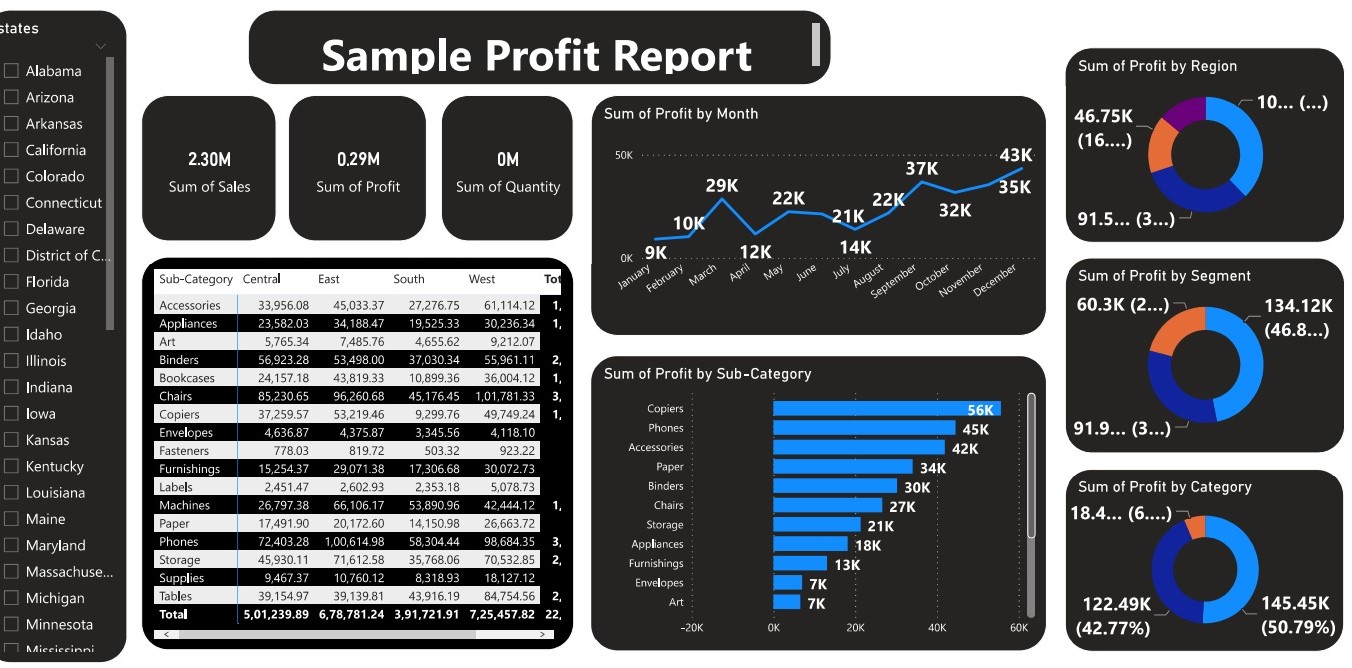 states
Alabama
Arizona
Arkansas
California
Colorado
Connecticut
Delaware
District of C...
Florida
Georgia
Idaho
Illinois
Indiana
Iowa
Kansas
Kentucky
Louisiana
Maine
Maryland
Massachuse...
Michigan
Minnesota
Mississippi
Sample Profit Report
2.30M
Sum of Sales
0.29M
Sum of Profit
0M
Sum of Quantity
Sub-Category Central East South West Tot
Accessories 33,956.08 45,033.37 27,276.75 61,114.12 1,
Appliances 23,582.03 34,188.47 19,525.33 30,236.34 1,
Art 5,765.34 7,485.76 4,655.62 9,212.07
Binders 56,923.28 53,498.00 37,030.34 55,961.11 2,
Bookcases 24,157.18 43,819.33 10,899.36 36,004.12 1,
Chairs 85,230.65 96,260.68 45,176.45 1,01,781.33 3,
Copiers 37,259.57 53,219.46 9,299.76 49,749.24 1,
Envelopes 4,636.87 4,375.87 3,345.56 4,118.10
Fasteners 778.03 819.72 503.32 923.22
Furnishings 15,254.37 29,071.38 17,306.68 30,072.73
Labels 2,451.47 2,602.93 2,353.18 5,078.73
Machines 26,797.38 66,106.17 53,890.96 42,444.12 1,
Paper 17,491.90 20,172.60 14,150.98 26,663.72
Phones 72,403.28 1,00,614.98 58,304.44 98,684.35 3,
Storage 45,930.11 71,612.58 35,768.06 70,532.85 2,
Supplies 9,467.37 10,760.12 8,318.93 18,127.12
Tables 39,154.97 39,139.81 43,916.19 84,754.56 2,
Total 5,01,239.89 6,78,781.24 3,91,721.91 7,25,457.82 22,
Sum of Profit by Month
50K
0K
9K
10K
29K
12K
22K
21K
14K
22K
37K
32K
35K
43K
January
February
March
April
May
June
July
August
September
October
November
December
Sum of Profit by Sub-Category
Copiers 56K
Phones 45K
Accessories 42K
Paper 34K
Binders 30K
Chairs 27K
Storage 21K
Appliances 18K
Furnishings 13K
Envelopes 7K
Art 7K
-20K 0K 20K 40K 60K
Sum of Profit by Region
10... (...)
46.75K
(16....)
91.5... (3...)
Sum of Profit by Segment
60.3K (2...)
134.12K
(46.8...)
91.9... (3...)
Sum of Profit by Category
18.4... (6....)
122.49K
(42.77%)
145.45K
(50.79%)